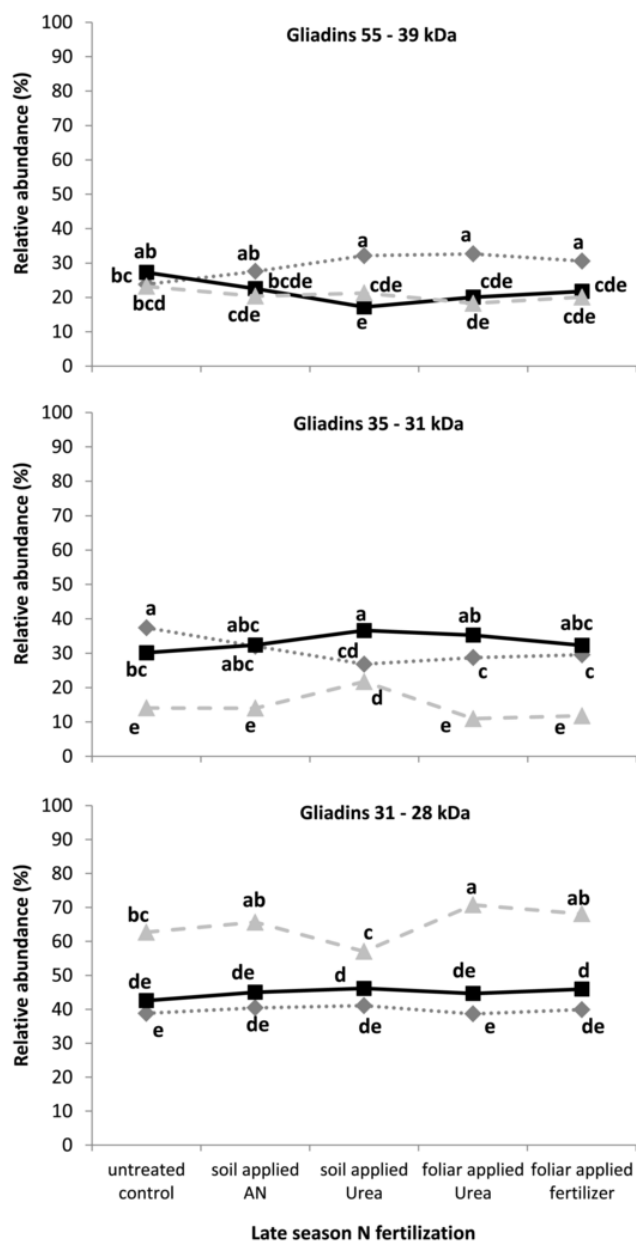 Gliadins 55 - 39 kDa
Relative abundance (%)
100
90
80
70
60
50
40
30
20
10
0
ab ab a a a
bc bcde cde cde cde
bcd cde e de cde
Gliadins 35 - 31 kDa
Relative abundance (%)
100
90
80
70
60
50
40
30
20
10
0
a abc a ab abc
bc abc cd c c
e e d e e
Gliadins 31 - 28 kDa
Relative abundance (%)
100
90
80
70
60
50
40
30
20
10
0
bc ab c a ab
de de d de d
e de de e de
untreated control
soil applied AN
soil applied Urea
foliar applied Urea
foliar applied fertilizer
Late season N fertilization